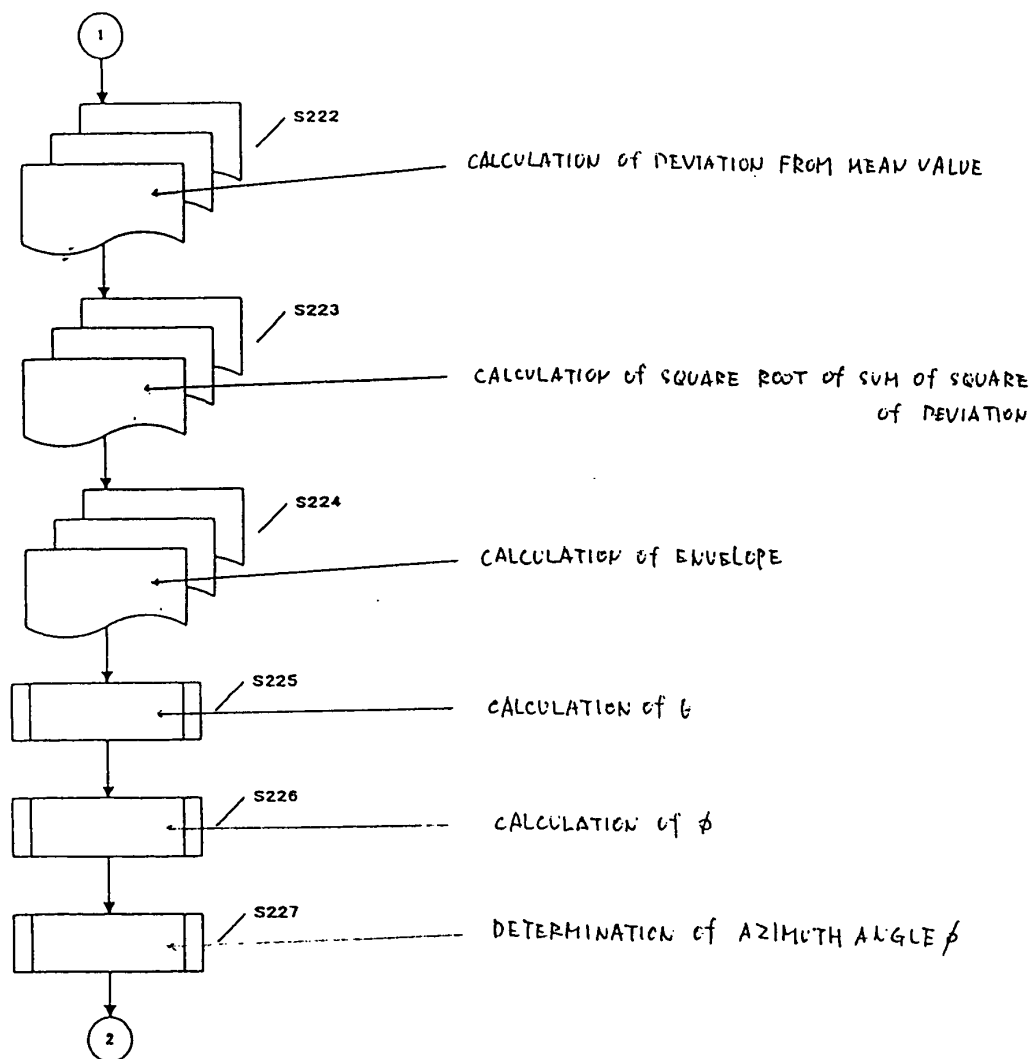 1
S222
CALCULATION of DEVIATION FROM MEAN VALUE
S223
CALCULATION of SQUARE ROOT of SUM of SQUARE
of DEVIATION
S224
CALCULATION of ENVELOPE
S225
CALCULATION of
S226
CALCULATION of φ
S227
DETERMINATION of AZIMUTH ANGLE φ
2